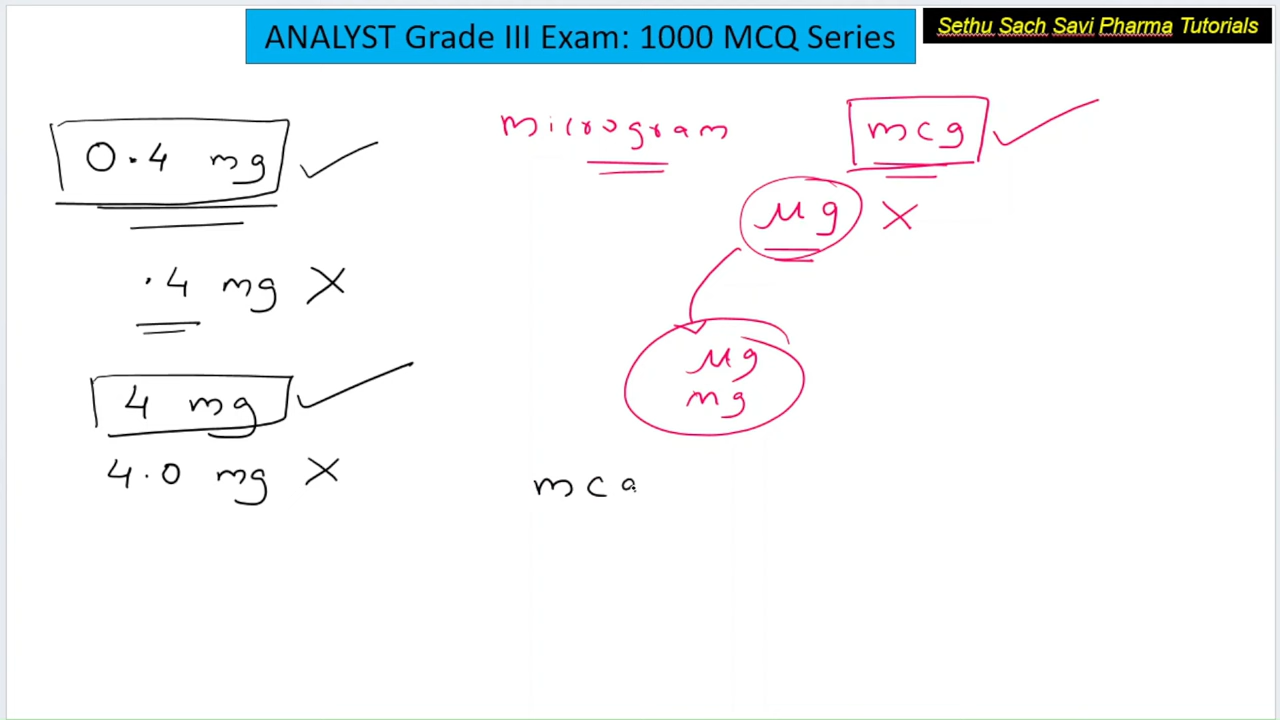 ANALYST Grade III Exam: 1000 MCQ Series
Sethu Sach Savi Pharma Tutorials
0.4 mg
.4 mg X
4 mg
4.0 mg X
microgram
mcg
μg X
μg
mg
mca